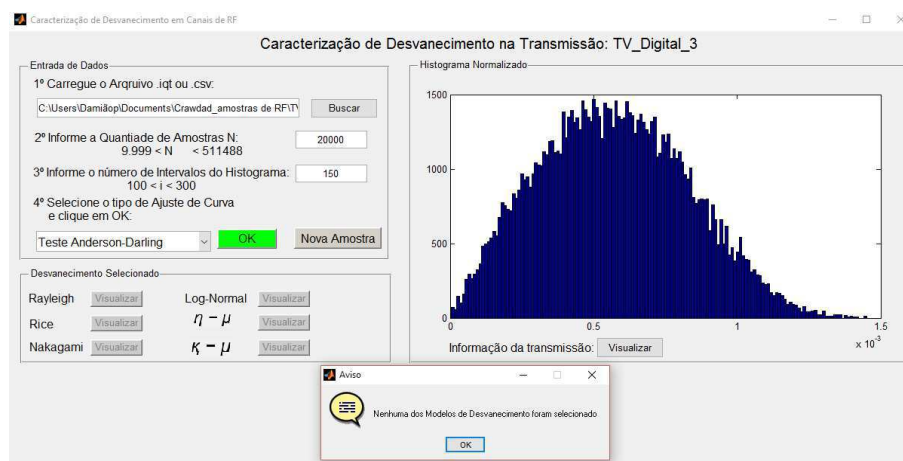 Caracterização de Desvanecimento em Canais de RF
Caracterização de Desvanecimento na Transmissão: TV_Digital_3
Entrada de Dados
1º Carregue o Arqruivo .iqt ou .csv:
C:\Users\Damiãop\Documents\Crawdad_amostras de RF\T\
Buscar
2º Informe a Quantiade de Amostras N:
9.999 < N < 511488
20000
3º Informe o número de Intervalos do Histograma:
100 < i < 300
150
4º Selecione o tipo de Ajuste de Curva
e clique em OK:
Teste Anderson-Darling
OK
Nova Amostra
Desvanecimento Selecionado
Rayleigh Visualizar Log-Normal Visualizar
Rice Visualizar η − μ Visualizar
Nakagami Visualizar κ − μ Visualizar
Histograma Normalizado
1500
1000
500
0
0 0.5 1 1.5
x 10⁻³
Informação da transmissão: Visualizar
Aviso
Nenhuma dos Modelos de Desvanecimento foram selecionado
OK